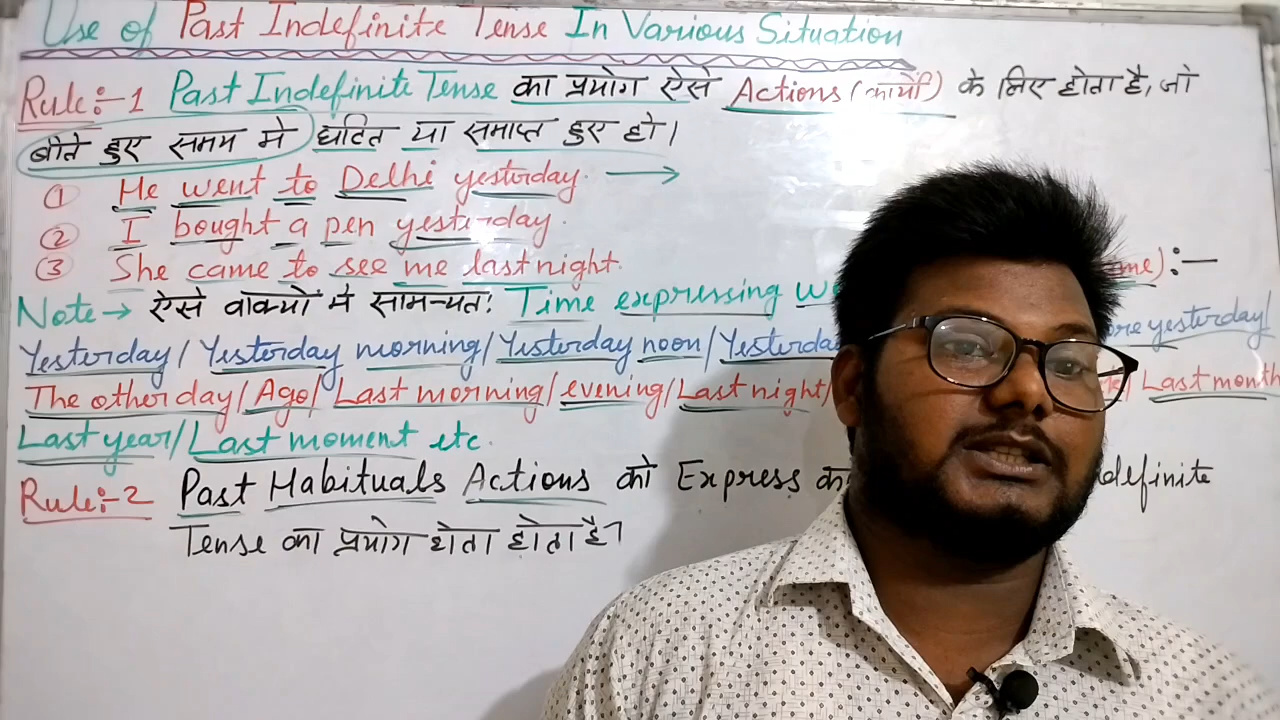 Use of Past Indefinite Tense In Various Situation
Rule:-1 Past Indefinite Tense का प्रयोग ऐसे Actions (कार्यो) के लिए होता है, जो
बीते हुए समय मे घटित या समाप्त हुए हो।
① He went to Delhi yesterday. →
② I bought a pen yesterday.
③ She came to see me last night.
Note → ऐसे वाक्यों मे सामन्यतः Time expressing :-
Yesterday / Yesterday morning / Yesterday noon / yesterday/
The other day / Ago / Last morning / evening / Last night / / Last month
Last year / Last moment etc.
Rule:-2 Past Habituals Actions को Express
Tense का प्रयोग होता होता है।